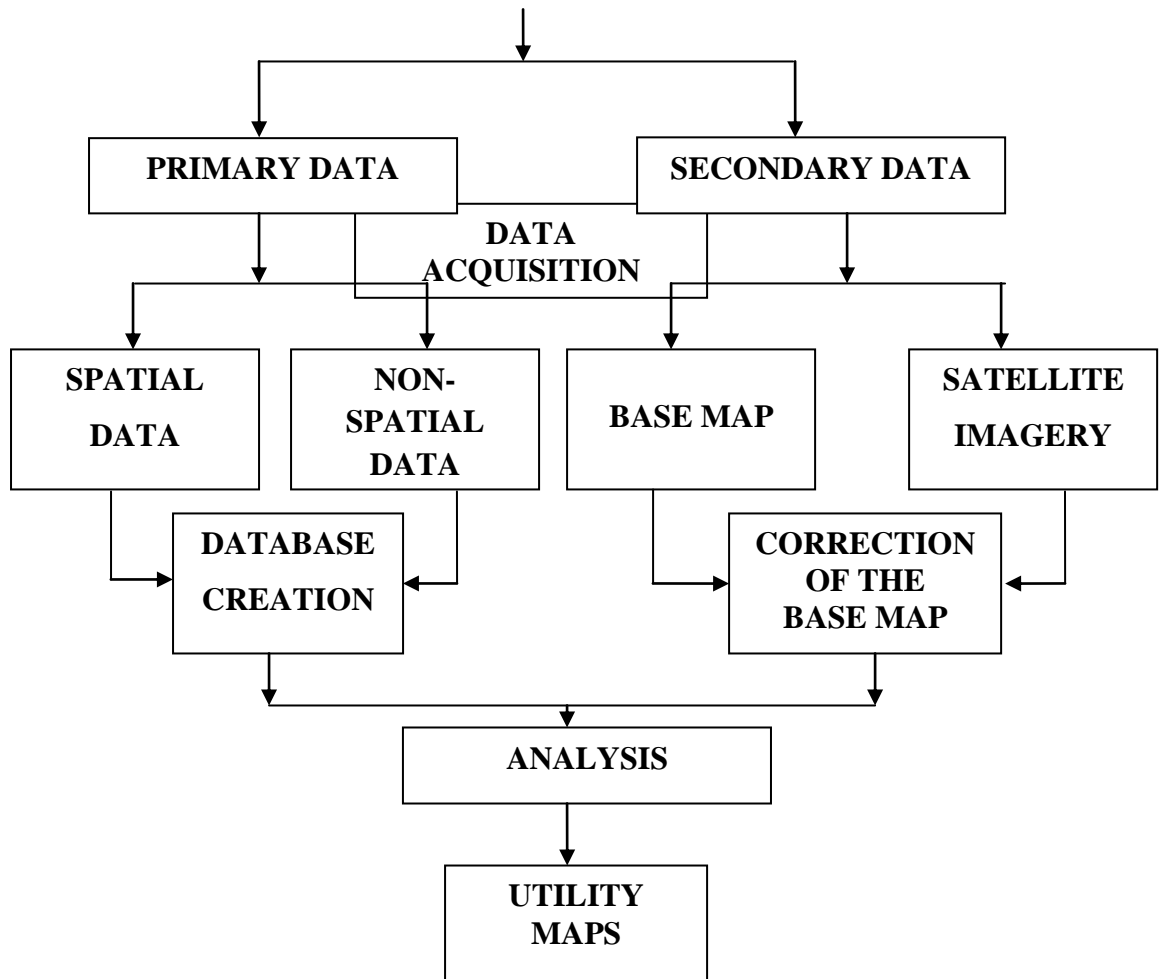 PRIMARY DATA
SECONDARY DATA
DATA
ACQUISITION
SPATIAL
DATA
NON-
SPATIAL
DATA
BASE MAP
SATELLITE
IMAGERY
DATABASE
CREATION
CORRECTION
OF THE
BASE MAP
ANALYSIS
UTILITY
MAPS